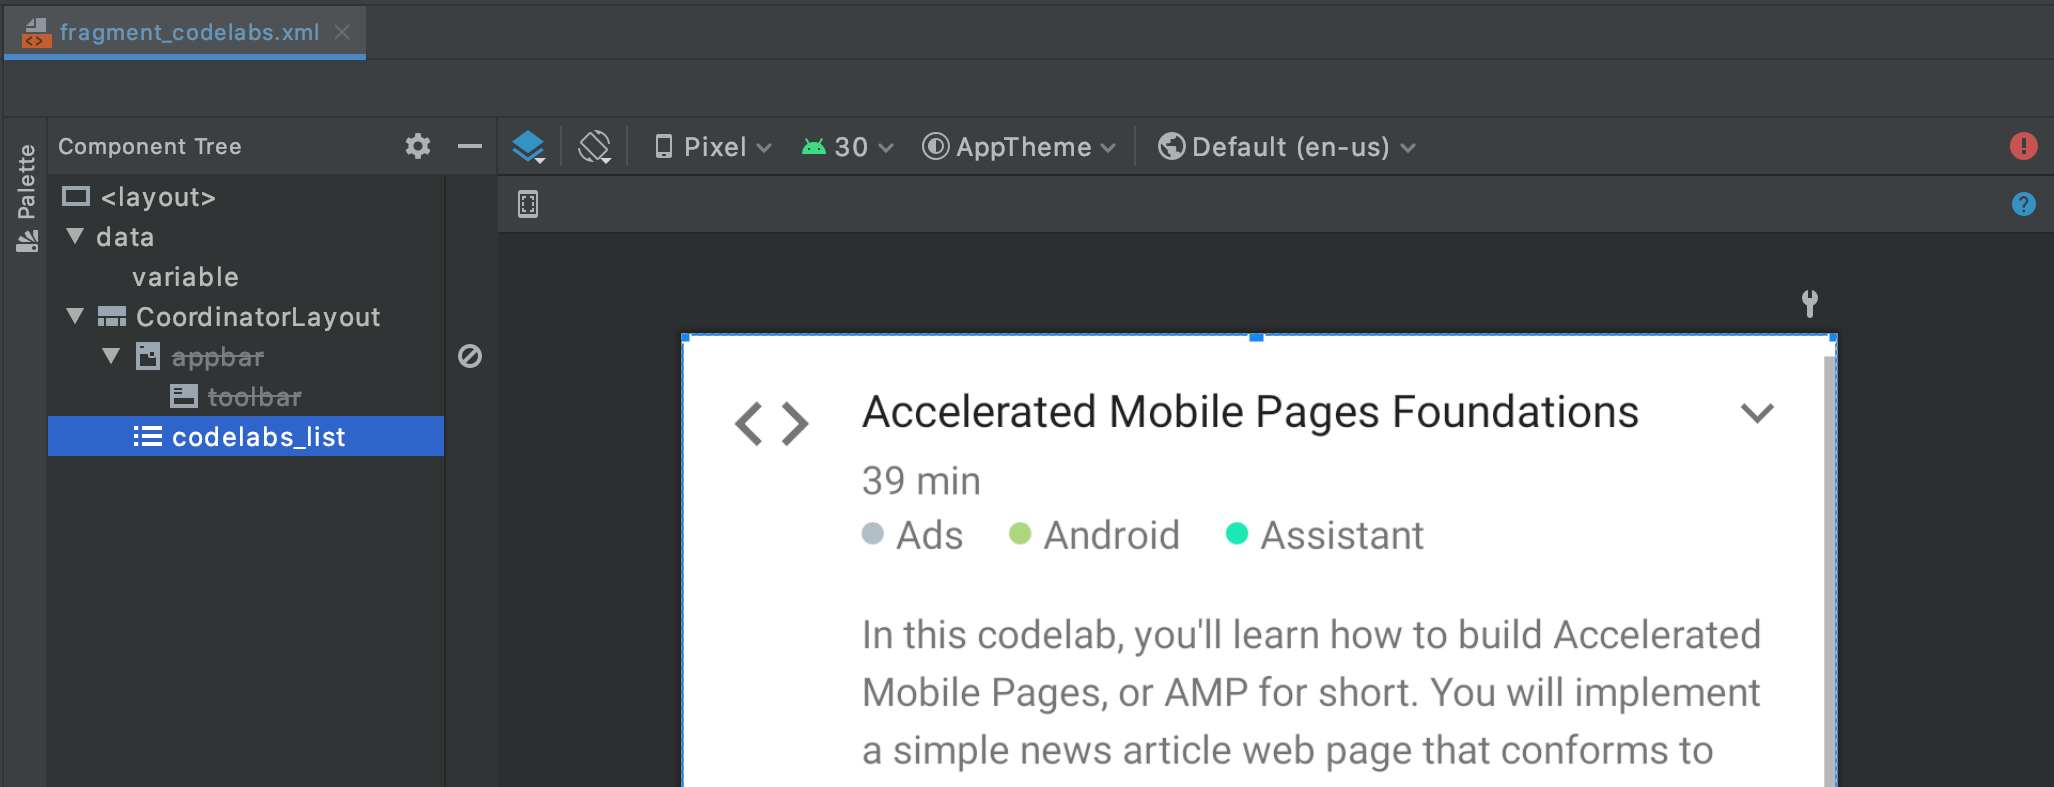 fragment_codelabs.xml
Palette
Component Tree
Pixel 30 AppTheme Default (en-us)
<layout>
data
variable
CoordinatorLayout
appbar
toolbar
codelabs_list
Accelerated Mobile Pages Foundations
39 min
Ads Android Assistant
In this codelab, you'll learn how to build Accelerated
Mobile Pages, or AMP for short. You will implement
a simple news article web page that conforms to